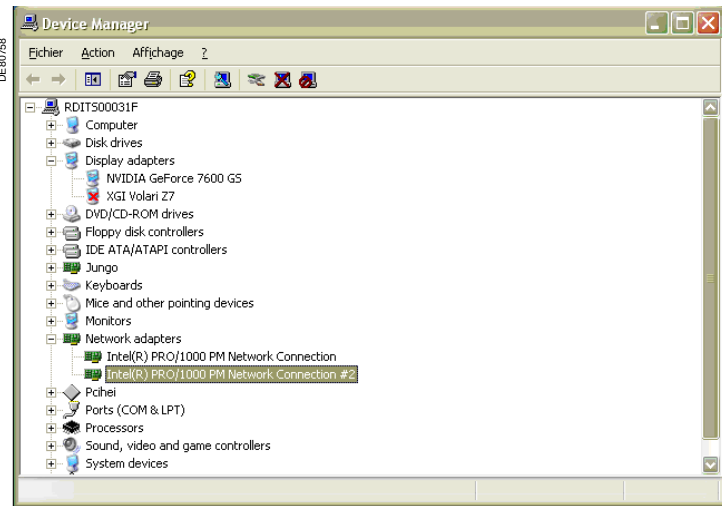 Device Manager
DE80758
Fichier Action Affichage ?
RDITS00031F
Computer
Disk drives
Display adapters
NVIDIA GeForce 7600 GS
XGI Volari Z7
DVD/CD-ROM drives
Floppy disk controllers
IDE ATA/ATAPI controllers
Jungo
Keyboards
Mice and other pointing devices
Monitors
Network adapters
Intel(R) PRO/1000 PM Network Connection
Intel(R) PRO/1000 PM Network Connection #2
Pcihei
Ports (COM & LPT)
Processors
Sound, video and game controllers
System devices